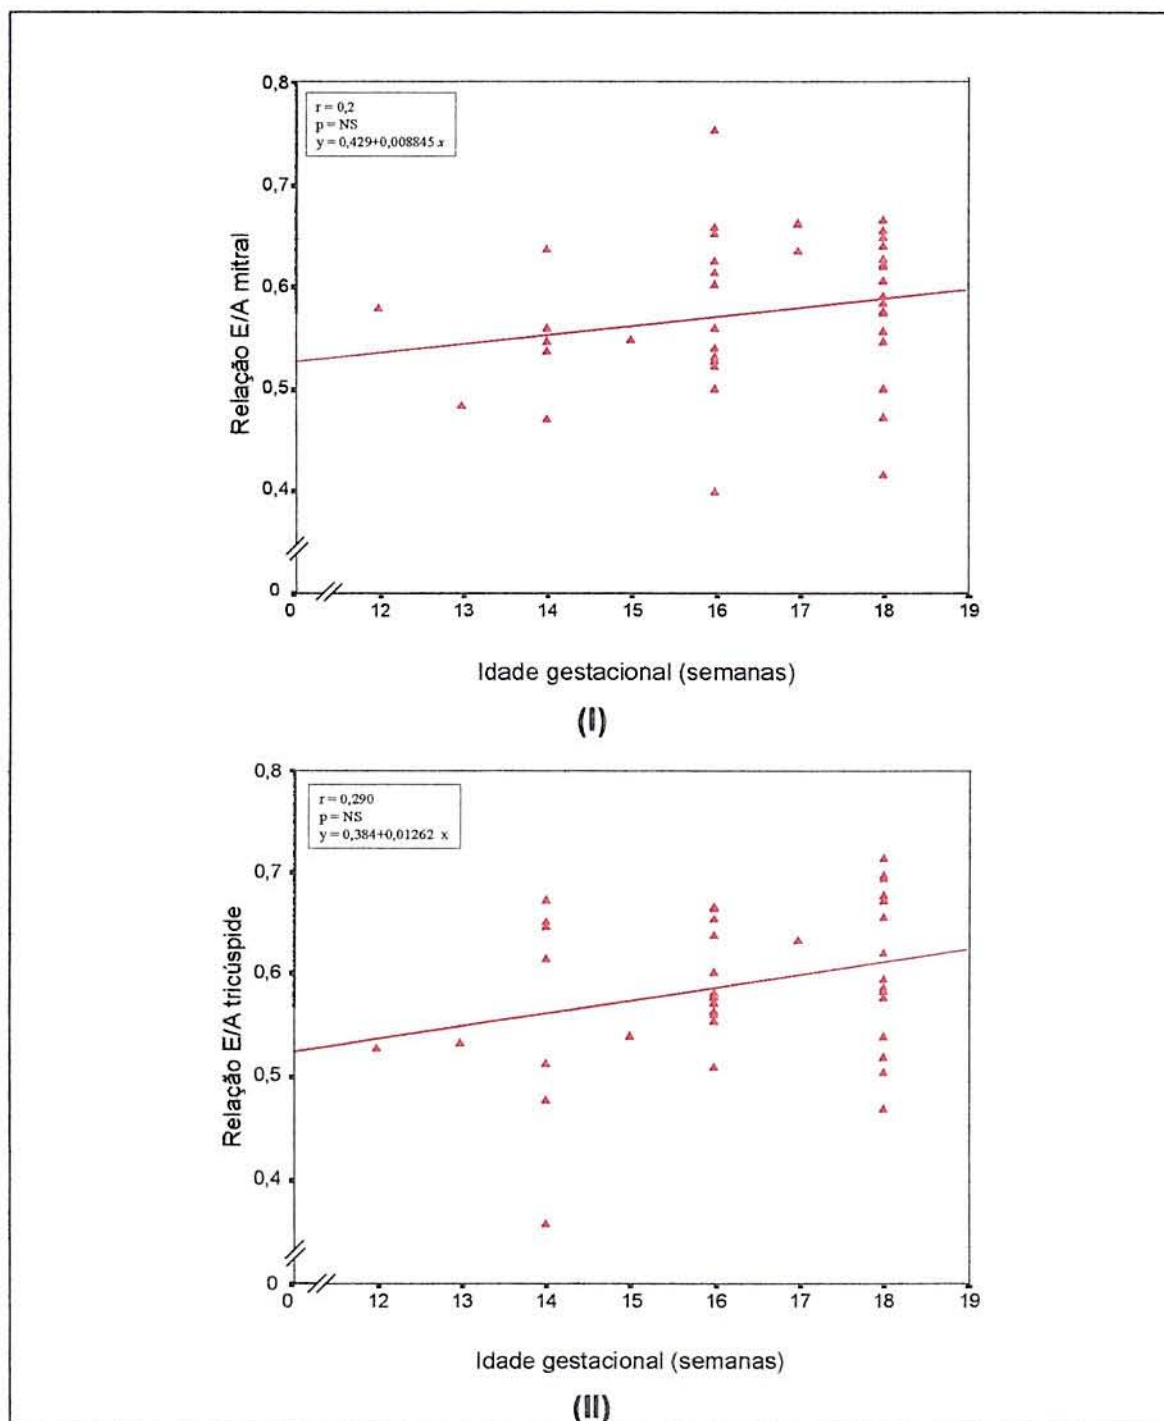 0,8
r = 0,2
p = NS
y = 0,429+0,008845 x
0,7
0,6
0,5
0,4
0
Relação E/A mitral
0 12 13 14 15 16 17 18 19
Idade gestacional (semanas)
(I)
0,8
r = 0,290
p = NS
y = 0,384+0,01262 x
0,7
0,6
0,5
0,4
0
Relação E/A tricúspide
0 12 13 14 15 16 17 18 19
Idade gestacional (semanas)
(II)